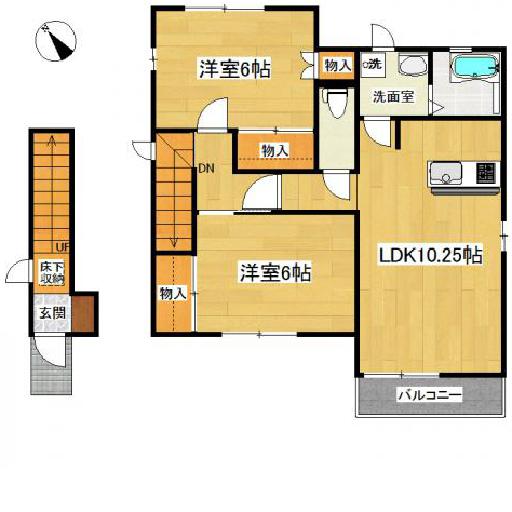 洋室6帖
物入
洗
洗面室
物入
DN
UP
床下
収納
玄関
物入
洋室6帖
LDK10.25帖
バルコニー